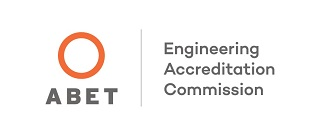 ABET
Engineering
Accreditation
Commission